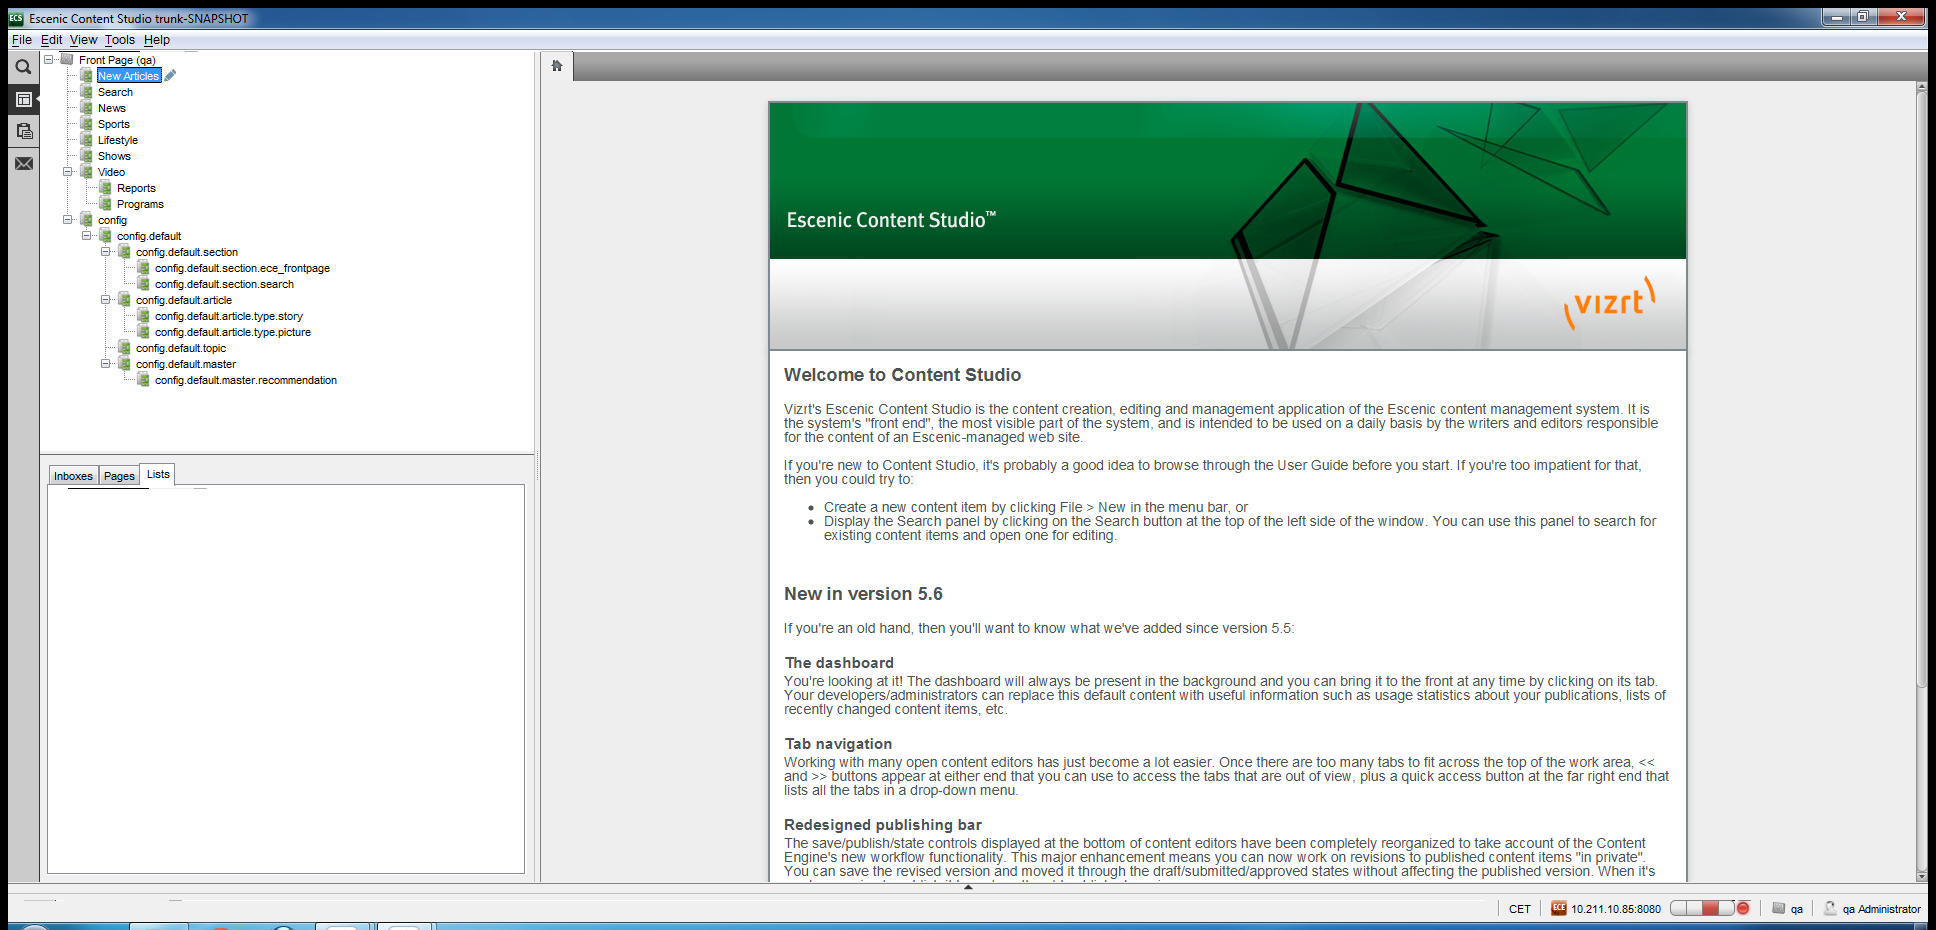 Escenic Content Studio trunk-SNAPSHOT
File Edit View Tools Help
Front Page (qa)
New Articles
Search
News
Sports
Lifestyle
Shows
Video
Reports
Programs
config
config.default
config.default.section
config.default.section.ece_frontpage
config.default.section.search
config.default.article
config.default.article.type.story
config.default.article.type.picture
config.default.topic
config.default.master
config.default.master.recommendation
Inboxes Pages Lists
Escenic Content Studio™
vizrt
Welcome to Content Studio
Vizrt's Escenic Content Studio is the content creation, editing and management application of the Escenic content management system. It is
the system's "front end", the most visible part of the system, and is intended to be used on a daily basis by the writers and editors responsible
for the content of an Escenic-managed web site.
If you're new to Content Studio, it's probably a good idea to browse through the User Guide before you start. If you're too impatient for that,
then you could try to:
• Create a new content item by clicking File > New in the menu bar, or
• Display the Search panel by clicking on the Search button at the top of the left side of the window. You can use this panel to search for
existing content items and open one for editing.
New in version 5.6
If you're an old hand, then you'll want to know what we've added since version 5.5:
The dashboard
You're looking at it! The dashboard will always be present in the background and you can bring it to the front at any time by clicking on its tab.
Your developers/administrators can replace this default content with useful information such as usage statistics about your publications, lists of
recently changed content items, etc.
Tab navigation
Working with many open content editors has just become a lot easier. Once there are too many tabs to fit across the top of the work area, <<
and >> buttons appear at either end that you can use to access the tabs that are out of view, plus a quick access button at the far right end that
lists all the tabs in a drop-down menu.
Redesigned publishing bar
The save/publish/state controls displayed at the bottom of content editors have been completely reorganized to take account of the Content
Engine's new workflow functionality. This major enhancement means you can now work on revisions to published content items "in private".
You can save the revised version and moved it through the draft/submitted/approved states without affecting the published version. When it's
CET
ECE 10.211.10.85:8080
qa
qa Administrator